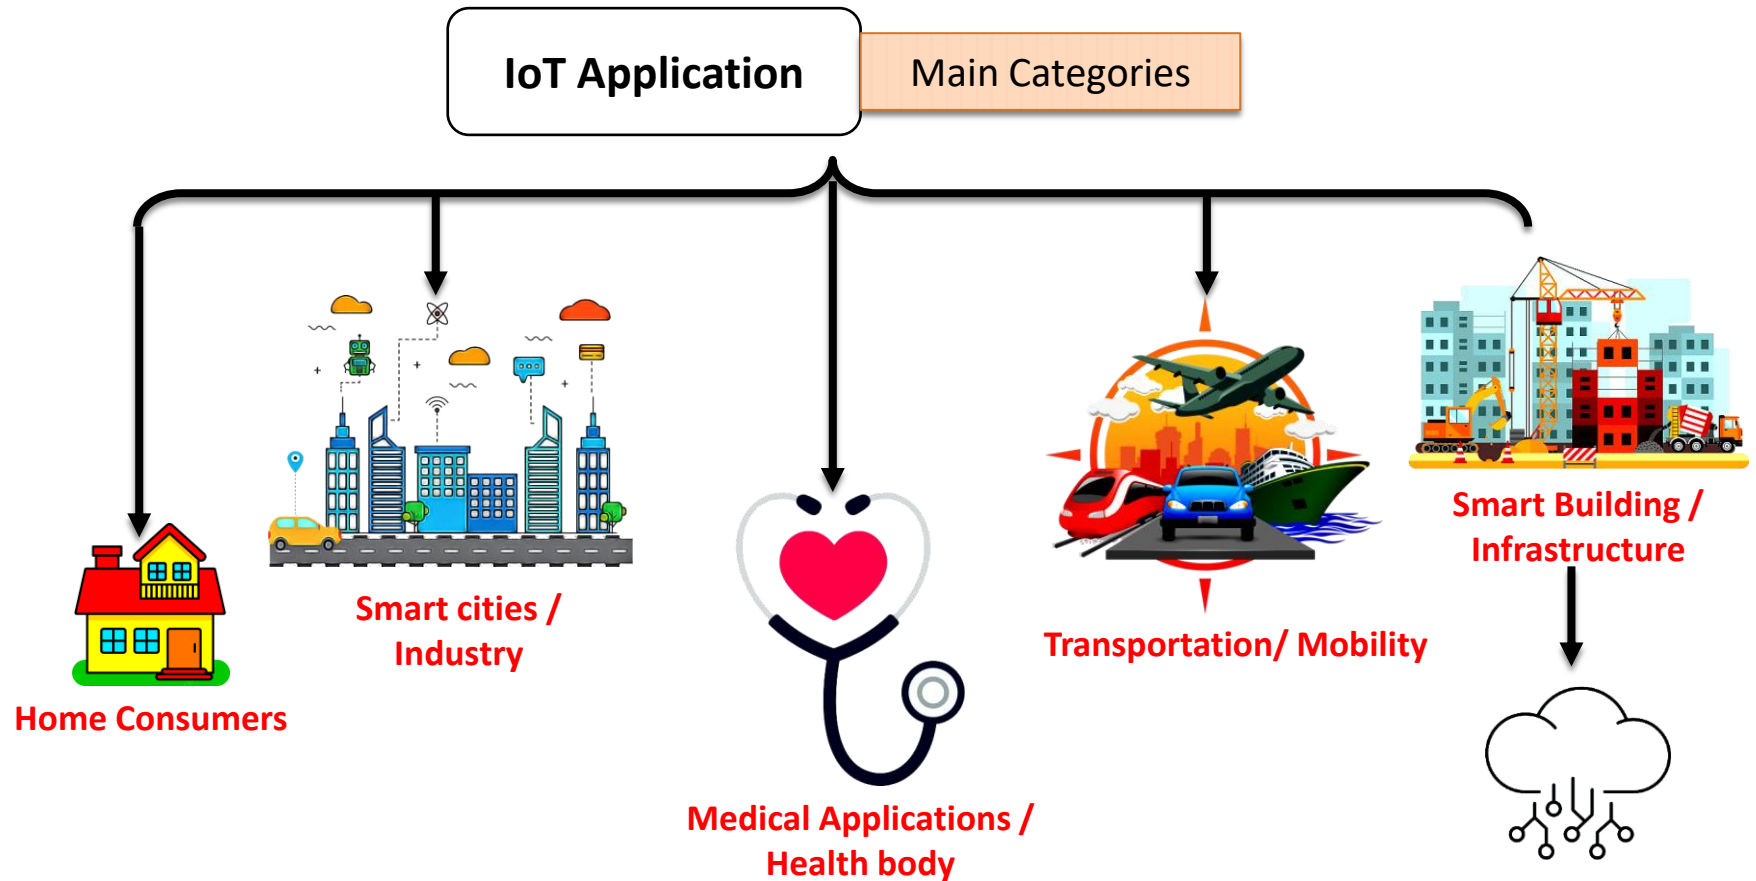 IoT Application
Main Categories
Home Consumers
Smart cities /
Industry
Medical Applications /
Health body
Transportation/ Mobility
Smart Building /
Infrastructure